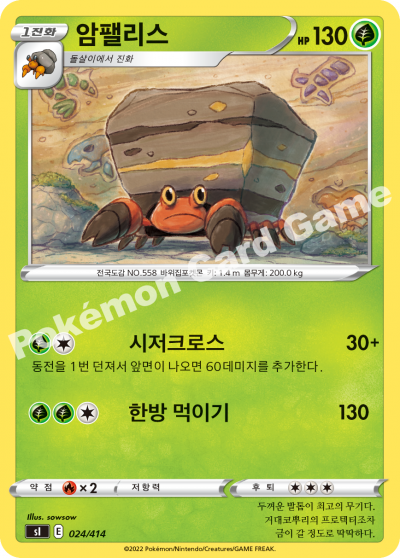 1진화
암팰리스
HP 130
돌살이에서 진화
전국도감 NO.558 바위집포켓몬 키: 1.4 m 몸무게: 200.0 kg
Pokémon Card Game
시저크로스 30+
동전을 1번 던져서 앞면이 나오면 60데미지를 추가한다.
한방 먹이기 130
약점 ×2 저항력 후퇴
Illus. sowsow
sI E 024/414
두꺼운 발톱이 최고의 무기다.
거대코뿌리의 프로텍터조차
금이 갈 정도로 딱딱하다.
©2022 Pokémon/Nintendo/Creatures/GAME FREAK.